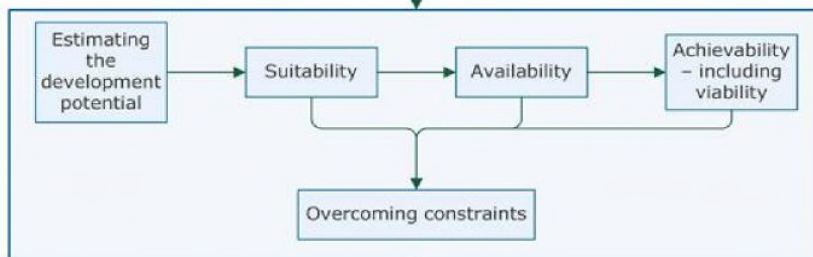 Estimating
the
development
potential
Suitability
Availability
Achievability
– including
viability
Overcoming constraints